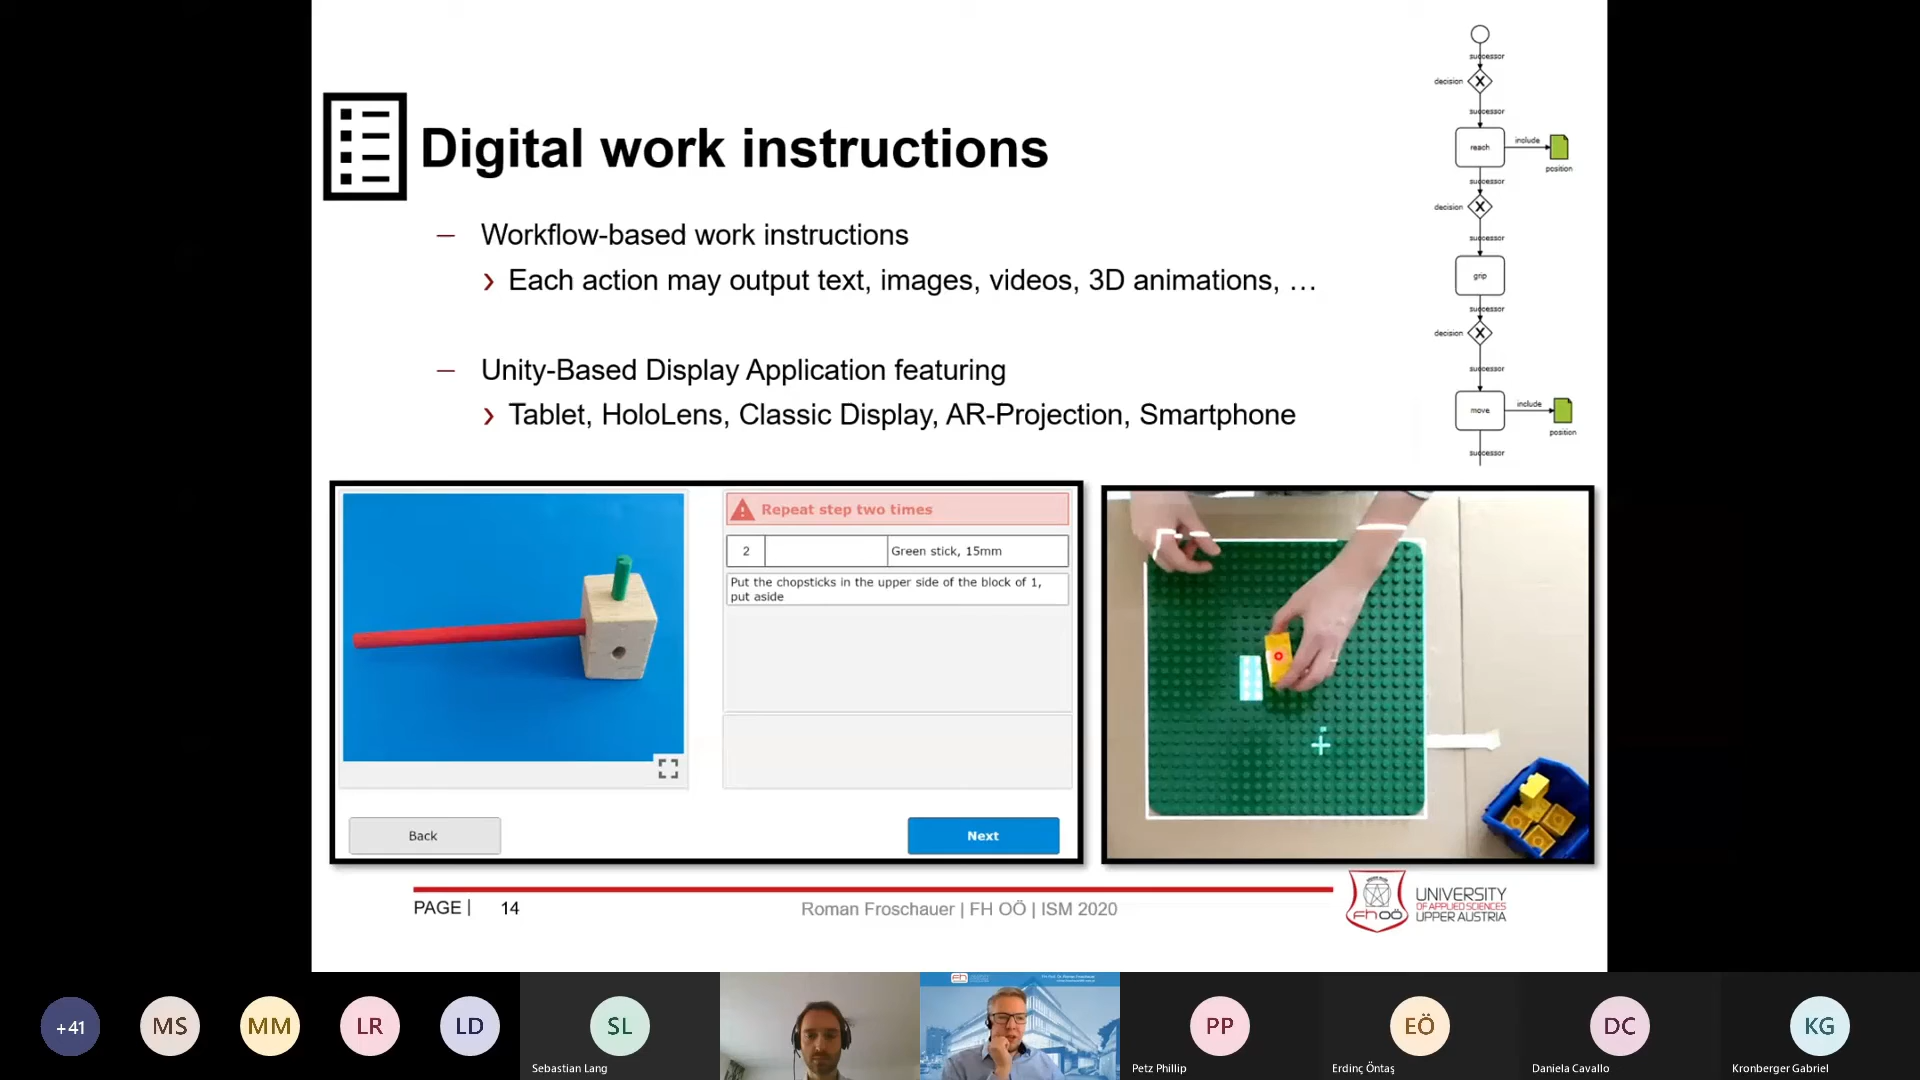 Digital work instructions
– Workflow-based work instructions
› Each action may output text, images, videos, 3D animations, …
– Unity-Based Display Application featuring
› Tablet, HoloLens, Classic Display, AR-Projection, Smartphone
successor
decision
X
successor
reach
include
position
successor
decision
X
successor
grip
successor
decision
X
successor
move
include
position
successor
Repeat step two times
2 Green stick, 15mm
Put the chopsticks in the upper side of the block of 1,
put aside
Back
Next
PAGE | 14
Roman Froschauer | FH OÖ | ISM 2020
fh OÖ
UNIVERSITY
OF APPLIED SCIENCES
UPPER AUSTRIA
+41
MS
MM
LR
LD
SL
Sebastian Lang
PP
Petz Phillip
EÖ
Erdinç Öntaş
DC
Daniela Cavallo
KG
Kronberger Gabriel